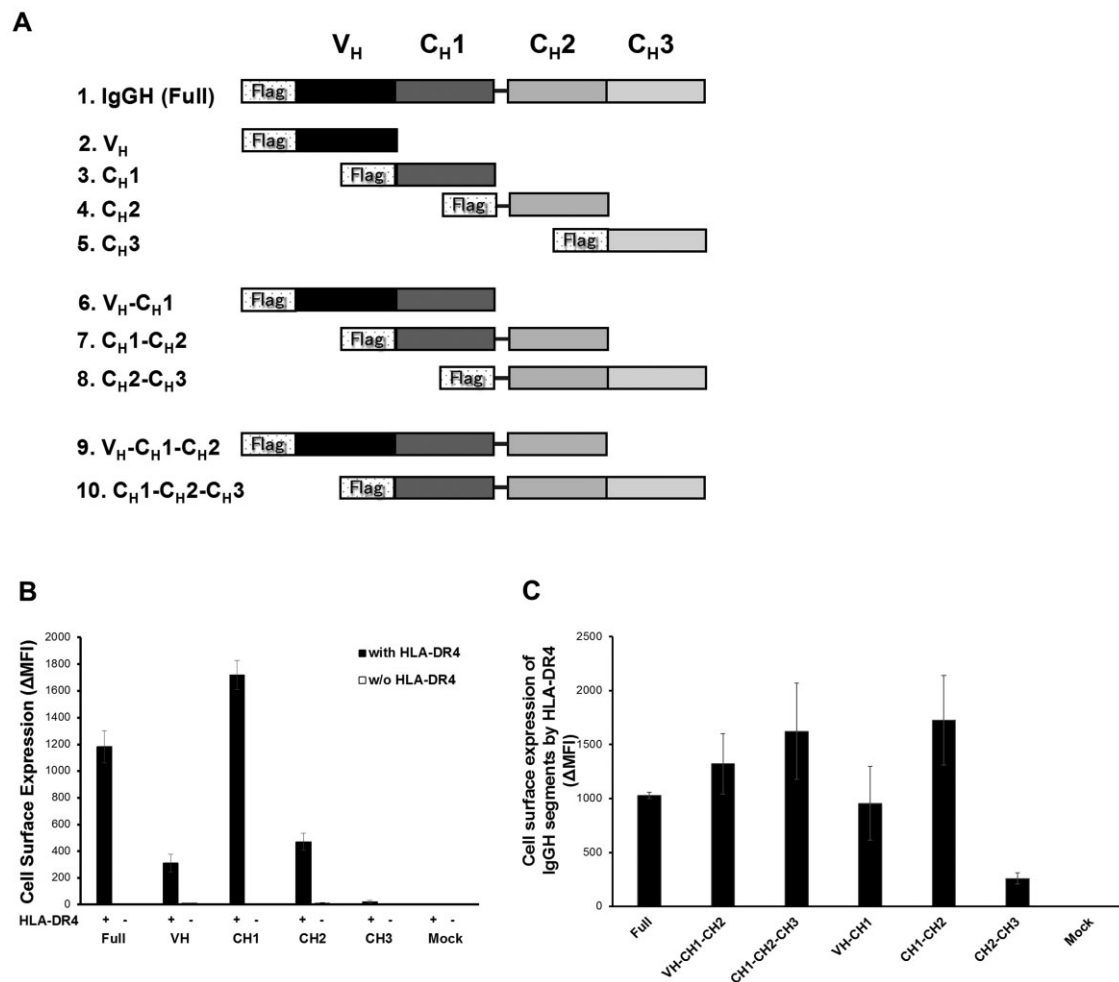 A
VH CH1 CH2 CH3
1. IgGH (Full) Flag
2. VH Flag
3. CH1 Flag
4. CH2 Flag
5. CH3 Flag
6. VH-CH1 Flag
7. CH1-CH2 Flag
8. CH2-CH3 Flag
9. VH-CH1-CH2 Flag
10. CH1-CH2-CH3 Flag
B
Cell Surface Expression (ΔMFI)
2000
1800
1600
1400
1200
1000
800
600
400
200
0
with HLA-DR4
w/o HLA-DR4
HLA-DR4 + - + - + - + - + - + -
Full VH CH1 CH2 CH3 Mock
C
Cell surface expression of
IgGH segments by HLA-DR4
(ΔMFI)
2500
2000
1500
1000
500
0
Full VH-CH1-CH2 CH1-CH2-CH3 VH-CH1 CH1-CH2 CH2-CH3 Mock